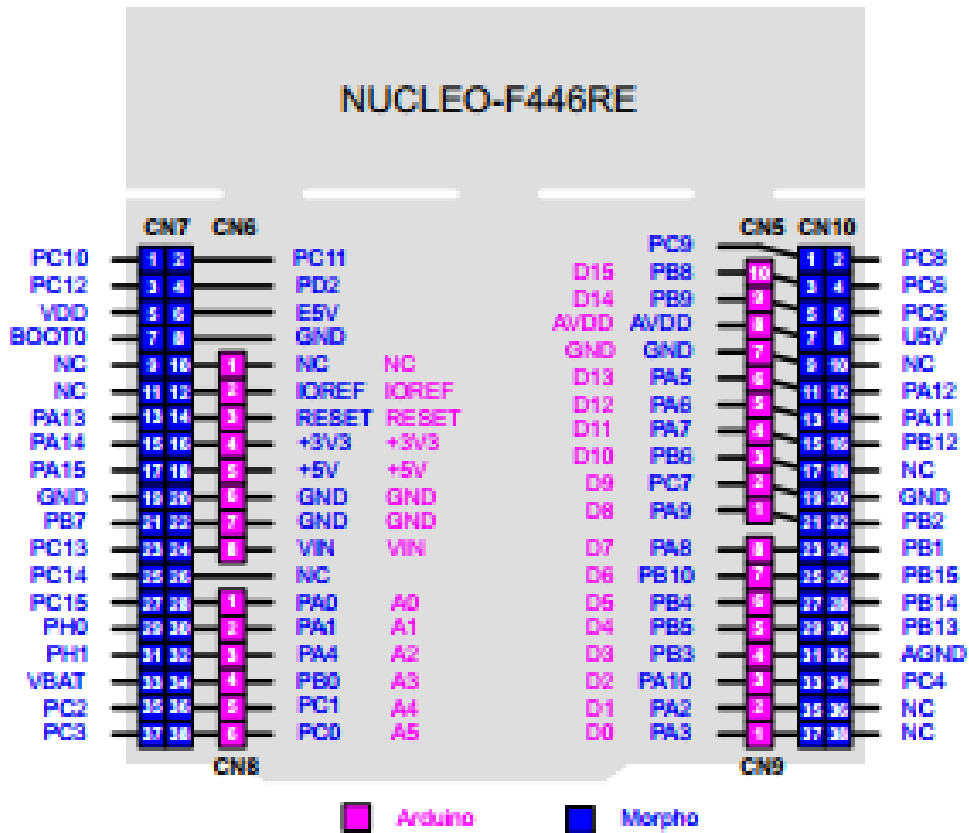 NUCLEO-F446RE
CN7 CN6 CN5 CN10
PC9
PC10 1 2 PC11 1 2 PC8
PC12 3 4 PD2 D15 PB8 10 3 4 PC6
VDD 5 6 E5V D14 PB9 9 5 6 PC5
BOOT0 7 8 GND AVDD AVDD 8 7 8 U5V
NC 9 10 1 NC NC GND GND 7 9 10 NC
NC 11 12 2 IOREF IOREF D13 PA5 6 11 12 PA12
PA13 13 14 3 RESET RESET D12 PA6 5 13 14 PA11
PA14 15 16 4 +3V3 +3V3 D11 PA7 4 15 16 PB12
PA15 17 18 5 +5V +5V D10 PB6 3 17 18 NC
GND 19 20 6 GND GND D9 PC7 2 19 20 GND
PB7 21 22 7 GND GND D8 PA9 1 21 22 PB2
PC13 23 24 8 VIN VIN D7 PA8 8 23 24 PB1
PC14 25 26 NC D6 PB10 7 25 26 PB15
PC15 27 28 1 PA0 A0 D5 PB4 6 27 28 PB14
PH0 29 30 2 PA1 A1 D4 PB5 5 29 30 PB13
PH1 31 32 3 PA4 A2 D3 PB3 4 31 32 AGND
VBAT 33 34 4 PB0 A3 D2 PA10 3 33 34 PC4
PC2 35 36 5 PC1 A4 D1 PA2 2 35 36 NC
PC3 37 38 6 PC0 A5 D0 PA3 1 37 38 NC
CN8 CN9
Arduino Morpho